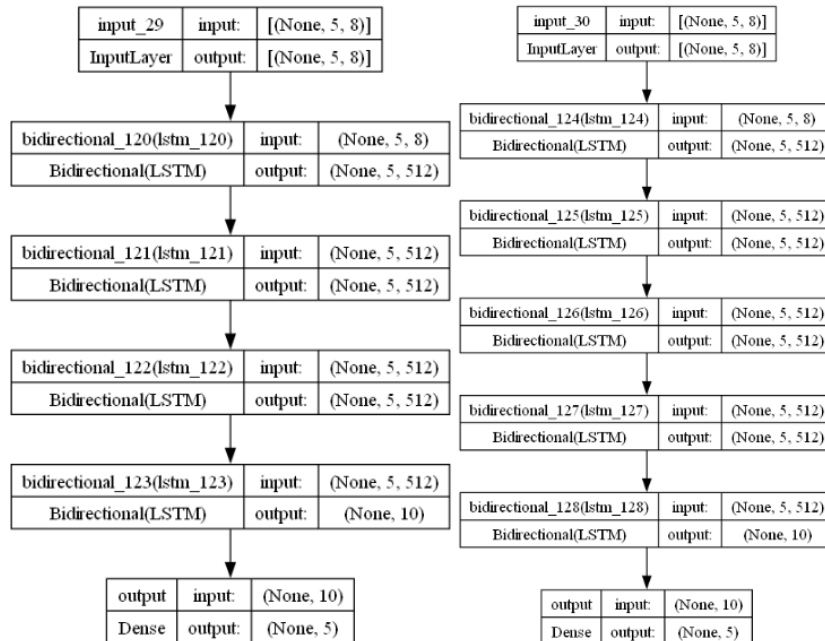 input_29 input: [(None, 5, 8)]
InputLayer output: [(None, 5, 8)]
bidirectional_120(lstm_120) input: (None, 5, 8)
Bidirectional(LSTM) output: (None, 5, 512)
bidirectional_121(lstm_121) input: (None, 5, 512)
Bidirectional(LSTM) output: (None, 5, 512)
bidirectional_122(lstm_122) input: (None, 5, 512)
Bidirectional(LSTM) output: (None, 5, 512)
bidirectional_123(lstm_123) input: (None, 5, 512)
Bidirectional(LSTM) output: (None, 10)
output input: (None, 10)
Dense output: (None, 5)
input_30 input: [(None, 5, 8)]
InputLayer output: [(None, 5, 8)]
bidirectional_124(lstm_124) input: (None, 5, 8)
Bidirectional(LSTM) output: (None, 5, 512)
bidirectional_125(lstm_125) input: (None, 5, 512)
Bidirectional(LSTM) output: (None, 5, 512)
bidirectional_126(lstm_126) input: (None, 5, 512)
Bidirectional(LSTM) output: (None, 5, 512)
bidirectional_127(lstm_127) input: (None, 5, 512)
Bidirectional(LSTM) output: (None, 5, 512)
bidirectional_128(lstm_128) input: (None, 5, 512)
Bidirectional(LSTM) output: (None, 10)
output input: (None, 10)
Dense output: (None, 5)